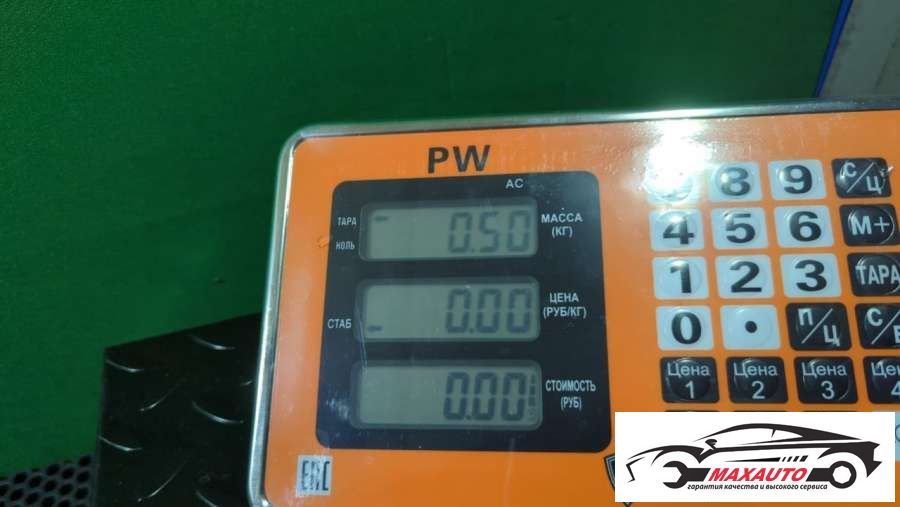 PW
AC
ТАРА
НОЛЬ
0.50
МАССА
(КГ)
СТАБ
0.00
ЦЕНА
(РУБ/КГ)
0.00
СТОИМОСТЬ
(РУБ)
8 9 С/Ц
4 5 6 М+
1 2 3 ТАРА
0 . П/Ц
Цена 1
Цена 2
Цена 3
ЕАС
MAXAUTO
гарантия качества и высокого сервиса